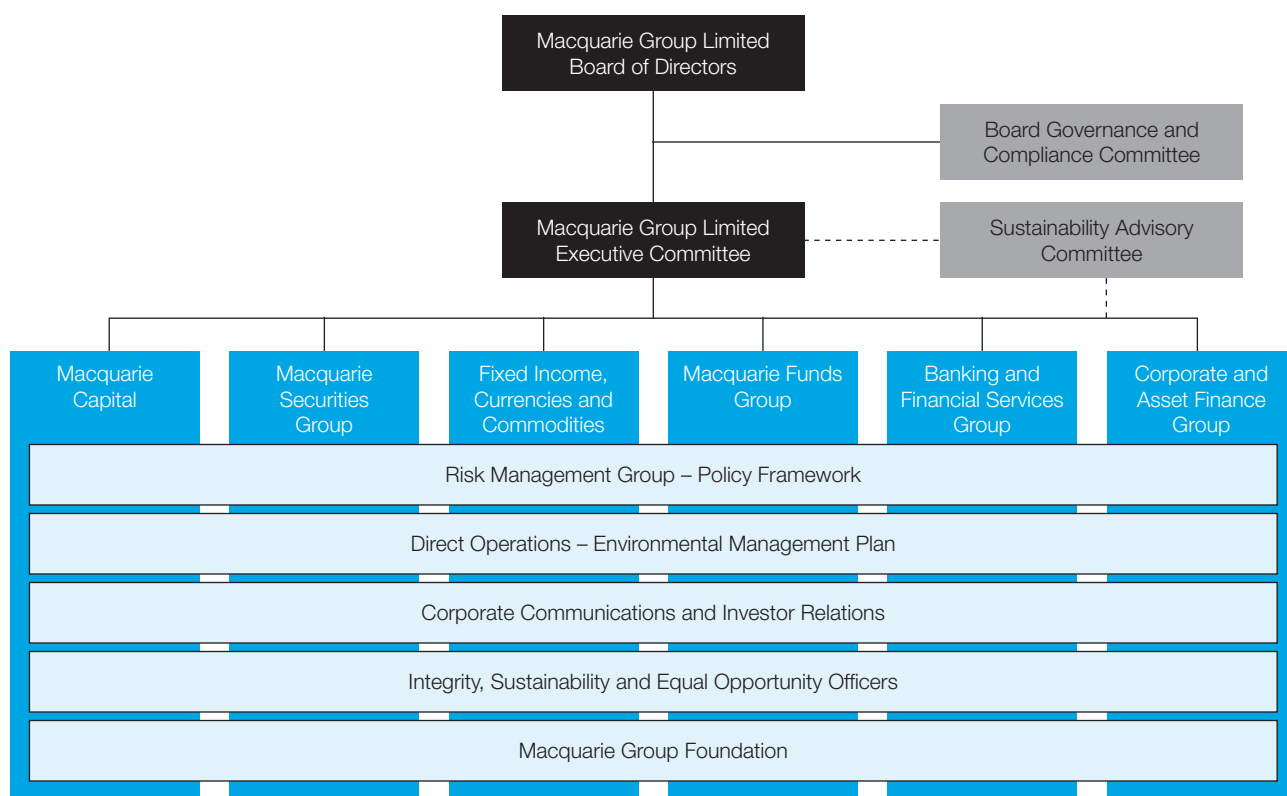 Macquarie Group Limited
Board of Directors
Board Governance and
Compliance Committee
Macquarie Group Limited
Executive Committee
Sustainability Advisory
Committee
Macquarie
Capital
Macquarie
Securities
Group
Fixed Income,
Currencies and
Commodities
Macquarie Funds
Group
Banking and
Financial Services
Group
Corporate and
Asset Finance
Group
Risk Management Group – Policy Framework
Direct Operations – Environmental Management Plan
Corporate Communications and Investor Relations
Integrity, Sustainability and Equal Opportunity Officers
Macquarie Group Foundation